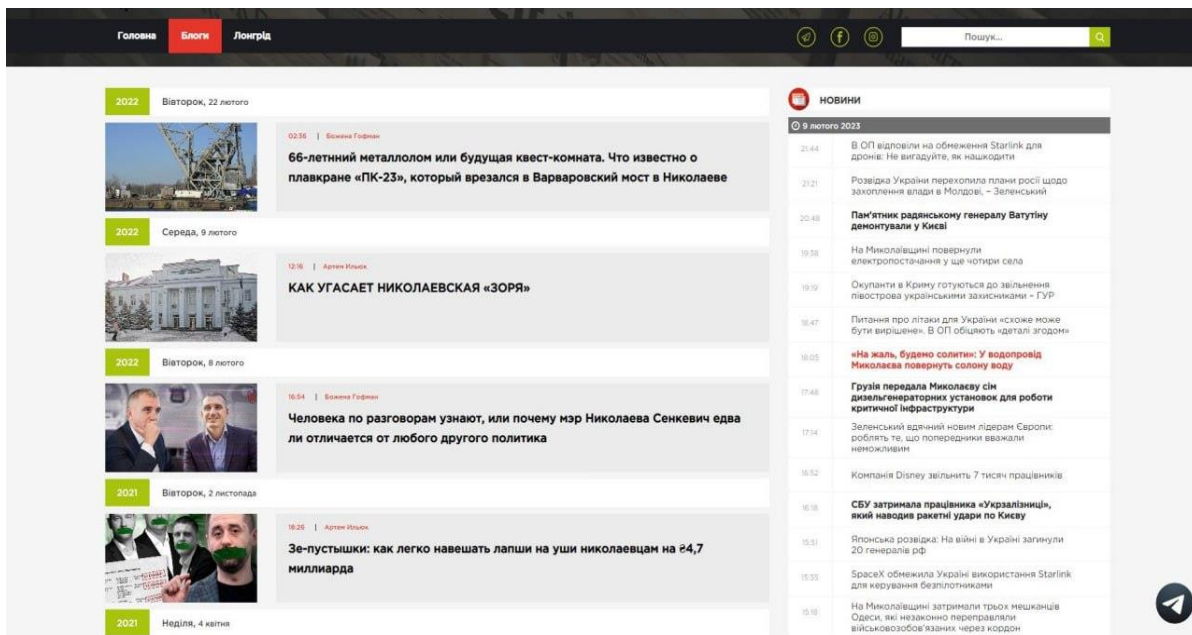 Головна Блоги Лонгрід
Пошук...
2022 Вівторок, 22 лютого
02:36 | Божена Гофман
66-летнний металлолом или будущая квест-комната. Что известно о
плавкране «ПК-23», который врезался в Варваровский мост в Николаеве
2022 Середа, 9 лютого
12:16 | Артем Ильюк
КАК УГАСАЕТ НИКОЛАЕВСКАЯ «ЗОРЯ»
2022 Вівторок, 8 лютого
16:54 | Божена Гофман
Человека по разговорам узнают, или почему мэр Николаева Сенкевич едва
ли отличается от любого другого политика
2021 Вівторок, 2 листопада
18:26 | Артем Ильюк
Зе-пустышки: как легко навешать лапши на уши николаевцам на ₴4,7
миллиарда
2021 Неділя, 4 квітня
НОВИНИ
9 лютого 2023
21:44 В ОП відповіли на обмеження Starlink для
дронів: Не вигадуйте, як нашкодити
21:21 Розвідка України перехопила плани росії щодо
захоплення влади в Молдові, – Зеленський
20:48 Пам'ятник радянському генералу Ватутіну
демонтували у Києві
19:38 На Миколаївщині повернули
електропостачання у ще чотири села
19:19 Окупанти в Криму готуються до звільнення
півострова українськими захисниками – ГУР
18:47 Питання про літаки для України «схоже може
бути вирішене». В ОП обіцяють «деталі згодом»
18:05 «На жаль, будемо солити»: У водопровід
Миколаєва повернуть солону воду
17:48 Грузія передала Миколаєву сім
дизельгенераторних установок для роботи
критичної інфраструктури
17:14 Зеленський вдячний новим лідерам Європи:
роблять те, що попередники вважали
неможливим
16:52 Компанія Disney звільнить 7 тисяч працівників
16:18 СБУ затримала працівника «Укрзалізниці»,
який наводив ракетні удари по Києву
15:51 Японська розвідка: На війні в Україні загинули
20 генералів рф
15:35 SpaceX обмежила Україні використання Starlink
для керування безпілотниками
15:18 На Миколаївщині затримали трьох мешканців
Одеси, які незаконно переправляли
військовозобов'язаних через кордон